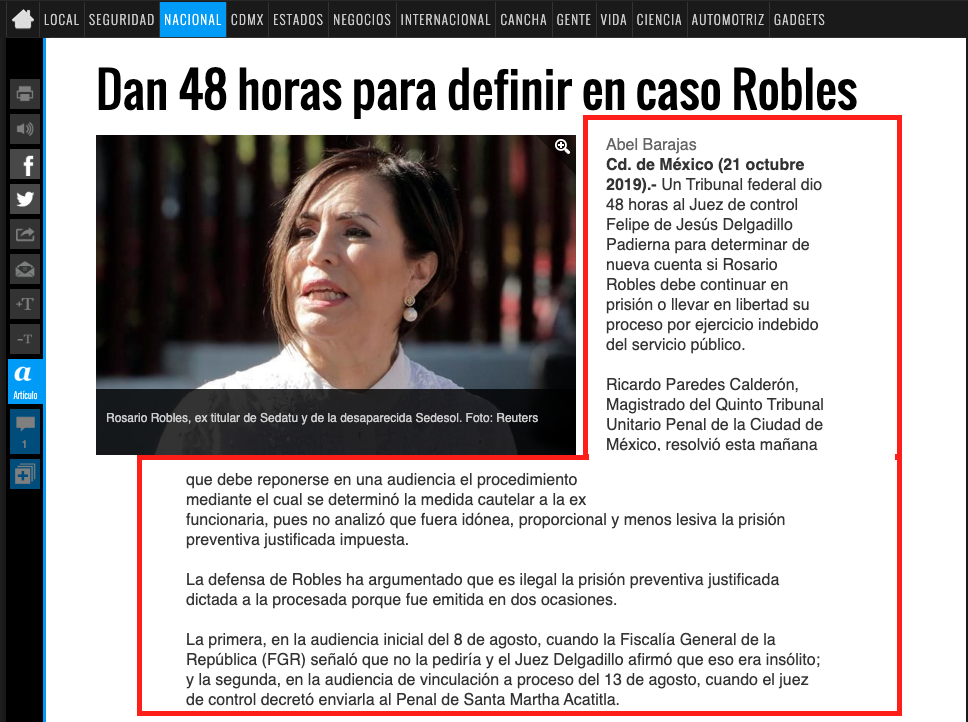 LOCAL SEGURIDAD NACIONAL CDMX ESTADOS NEGOCIOS INTERNACIONAL CANCHA GENTE VIDA CIENCIA AUTOMOTRIZ GADGETS
Dan 48 horas para definir en caso Robles
+T
-T
a
Artículo
1
Rosario Robles, ex titular de Sedatu y de la desaparecida Sedesol. Foto: Reuters
Abel Barajas
Cd. de México (21 octubre
2019).- Un Tribunal federal dio
48 horas al Juez de control
Felipe de Jesús Delgadillo
Padierna para determinar de
nueva cuenta si Rosario
Robles debe continuar en
prisión o llevar en libertad su
proceso por ejercicio indebido
del servicio público.
Ricardo Paredes Calderón,
Magistrado del Quinto Tribunal
Unitario Penal de la Ciudad de
México, resolvió esta mañana
que debe reponerse en una audiencia el procedimiento
mediante el cual se determinó la medida cautelar a la ex
funcionaria, pues no analizó que fuera idónea, proporcional y menos lesiva la prisión
preventiva justificada impuesta.
La defensa de Robles ha argumentado que es ilegal la prisión preventiva justificada
dictada a la procesada porque fue emitida en dos ocasiones.
La primera, en la audiencia inicial del 8 de agosto, cuando la Fiscalía General de la
República (FGR) señaló que no la pediría y el Juez Delgadillo afirmó que eso era insólito;
y la segunda, en la audiencia de vinculación a proceso del 13 de agosto, cuando el juez
de control decretó enviarla al Penal de Santa Martha Acatitla.